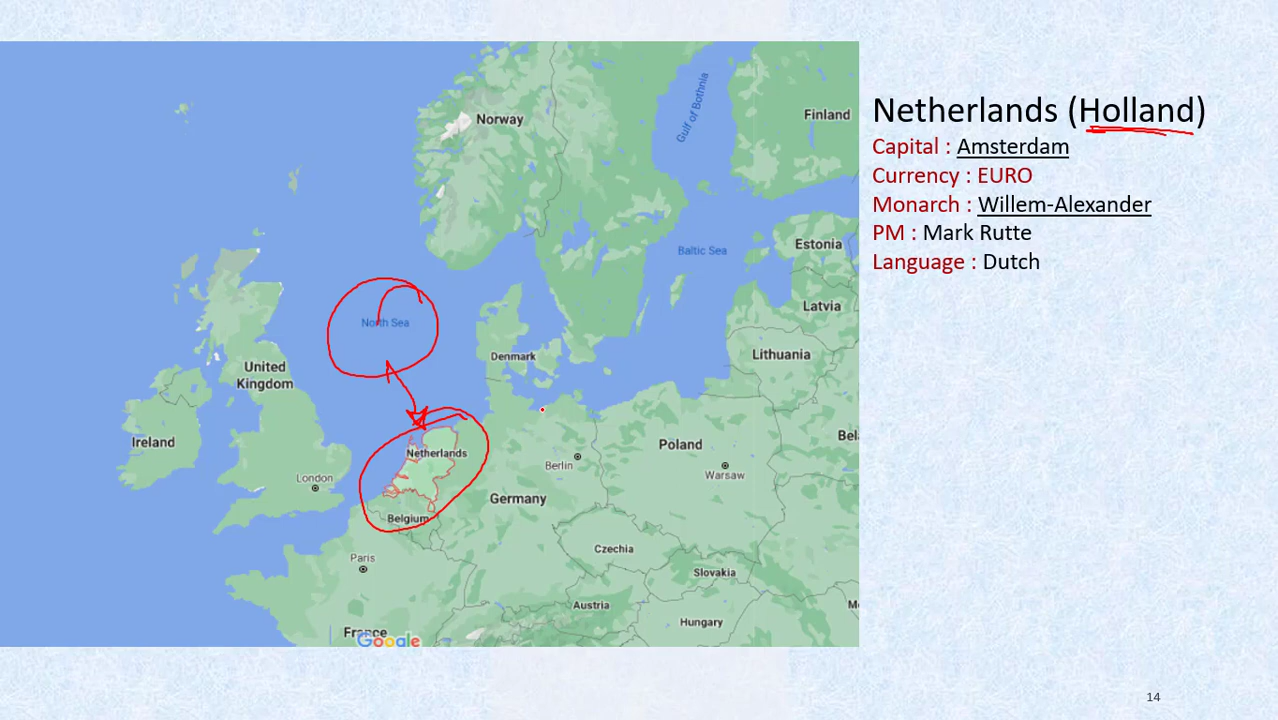 Netherlands (Holland)
Capital : Amsterdam
Currency : EURO
Monarch : Willem-Alexander
PM : Mark Rutte
Language : Dutch
Norway
Gulf of Bothnia
Finland
Baltic Sea
Estonia
Latvia
North Sea
Denmark
Lithuania
United
Kingdom
Ireland
Netherlands
Poland
Bel
Berlin
London
Warsaw
Germany
Belgium
Paris
Czechia
Slovakia
Austria
Hungary
Mo
France
Google
14